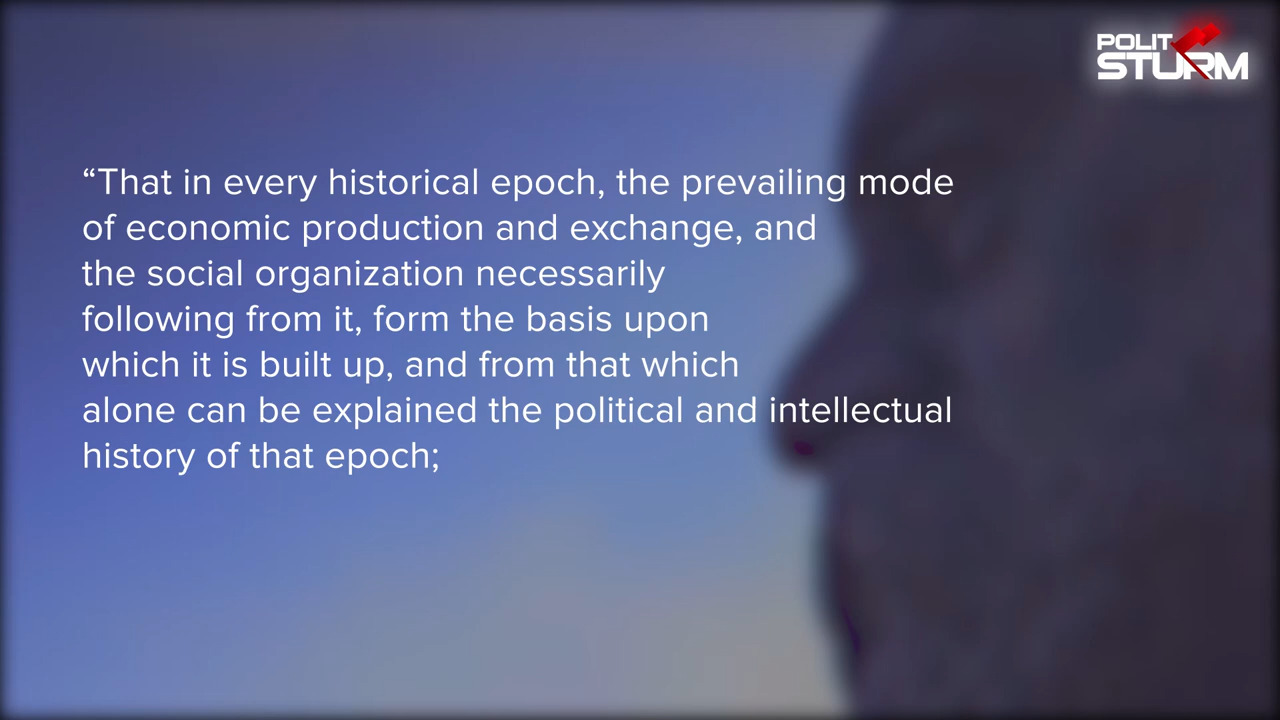 POLIT
STURM
“That in every historical epoch, the prevailing mode
of economic production and exchange, and
the social organization necessarily
following from it, form the basis upon
which it is built up, and from that which
alone can be explained the political and intellectual
history of that epoch;